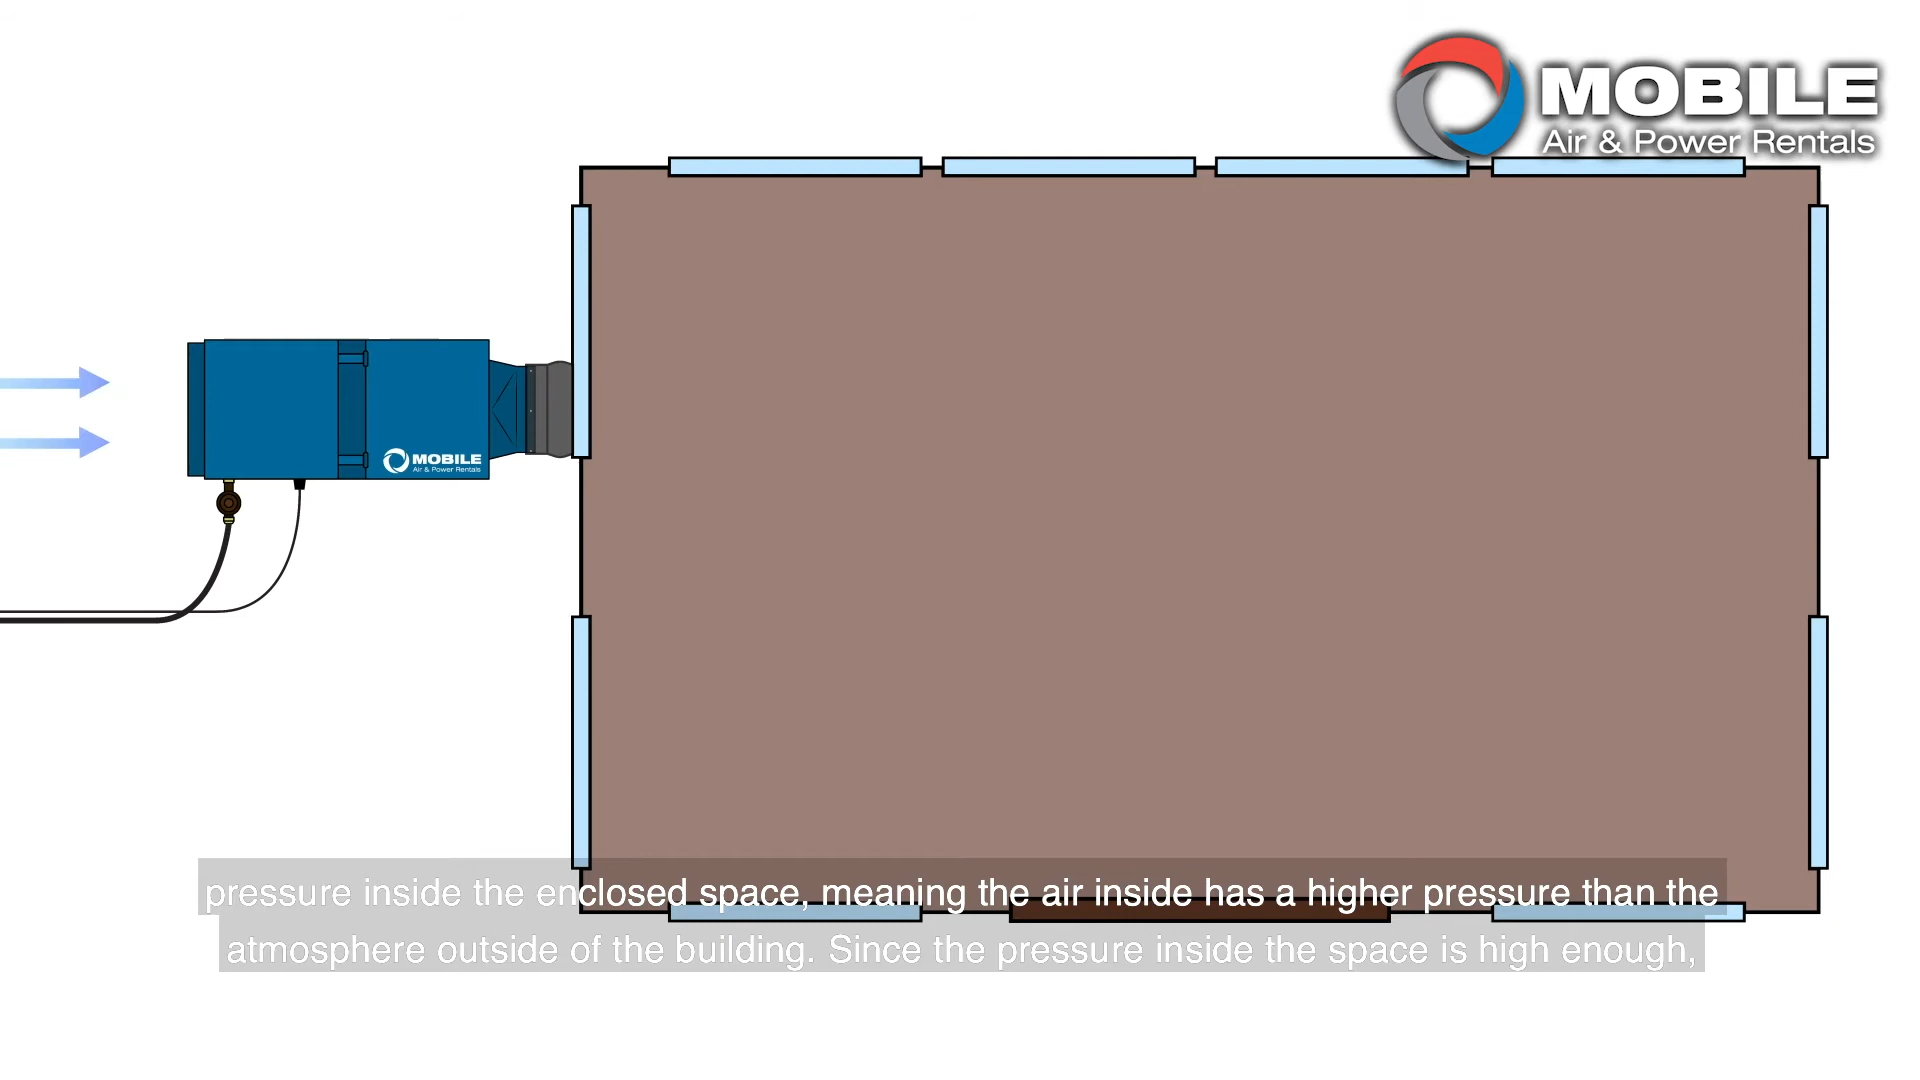 MOBILE
Air & Power Rentals
MOBILE
Air & Power Rentals
pressure inside the enclosed space, meaning the air inside has a higher pressure than the
atmosphere outside of the building. Since the pressure inside the space is high enough,